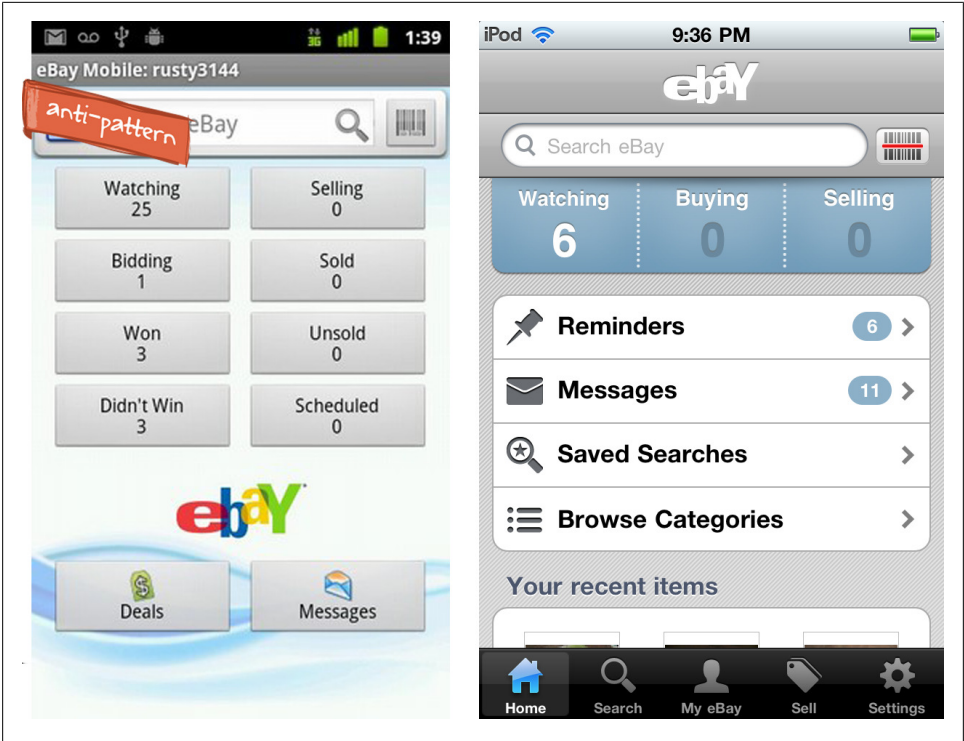 3G 1:39
eBay Mobile: rusty3144
anti-pattern
eBay
Watching
25
Selling
0
Bidding
1
Sold
0
Won
3
Unsold
0
Didn't Win
3
Scheduled
0
ebaY
Deals
Messages
iPod 9:36 PM
ebaY
Search eBay
Watching Buying Selling
6 0 0
Reminders 6
Messages 11
Saved Searches
Browse Categories
Your recent items
Home Search My eBay Sell Settings